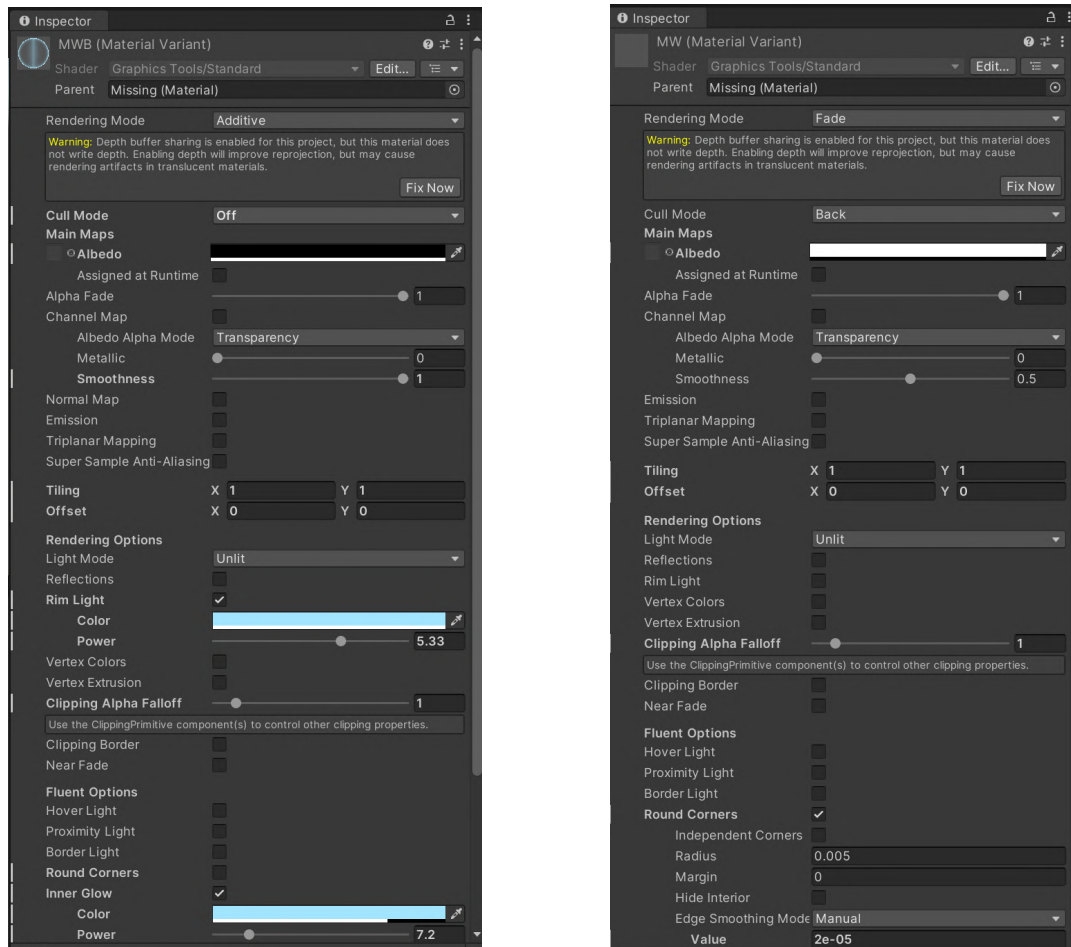 Inspector
MWB (Material Variant)
Shader Graphics Tools/Standard Edit...
Parent Missing (Material)
Rendering Mode Additive
Warning: Depth buffer sharing is enabled for this project, but this material does
not write depth. Enabling depth will improve reprojection, but may cause
rendering artifacts in translucent materials.
Fix Now
Cull Mode Off
Main Maps
Albedo
Assigned at Runtime
Alpha Fade 1
Channel Map
Albedo Alpha Mode Transparency
Metallic 0
Smoothness 1
Normal Map
Emission
Triplanar Mapping
Super Sample Anti-Aliasing
Tiling X 1 Y 1
Offset X 0 Y 0
Rendering Options
Light Mode Unlit
Reflections
Rim Light
Color
Power 5.33
Vertex Colors
Vertex Extrusion
Clipping Alpha Falloff 1
Use the ClippingPrimitive component(s) to control other clipping properties.
Clipping Border
Near Fade
Fluent Options
Hover Light
Proximity Light
Border Light
Round Corners
Inner Glow
Color
Power 7.2
Inspector
MW (Material Variant)
Shader Graphics Tools/Standard Edit...
Parent Missing (Material)
Rendering Mode Fade
Warning: Depth buffer sharing is enabled for this project, but this material does
not write depth. Enabling depth will improve reprojection, but may cause
rendering artifacts in translucent materials.
Fix Now
Cull Mode Back
Main Maps
Albedo
Assigned at Runtime
Alpha Fade 1
Channel Map
Albedo Alpha Mode Transparency
Metallic 0
Smoothness 0.5
Emission
Triplanar Mapping
Super Sample Anti-Aliasing
Tiling X 1 Y 1
Offset X 0 Y 0
Rendering Options
Light Mode Unlit
Reflections
Rim Light
Vertex Colors
Vertex Extrusion
Clipping Alpha Falloff 1
Use the ClippingPrimitive component(s) to control other clipping properties.
Clipping Border
Near Fade
Fluent Options
Hover Light
Proximity Light
Border Light
Round Corners
Independent Corners
Radius 0.005
Margin 0
Hide Interior
Edge Smoothing Mode Manual
Value 2e-05